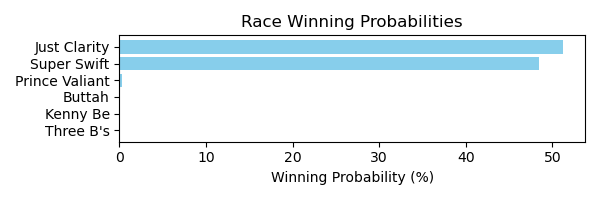 Race Winning Probabilities
Just Clarity
Super Swift
Prince Valiant
Buttah
Kenny Be
Three B's
0 10 20 30 40 50
Winning Probability (%)